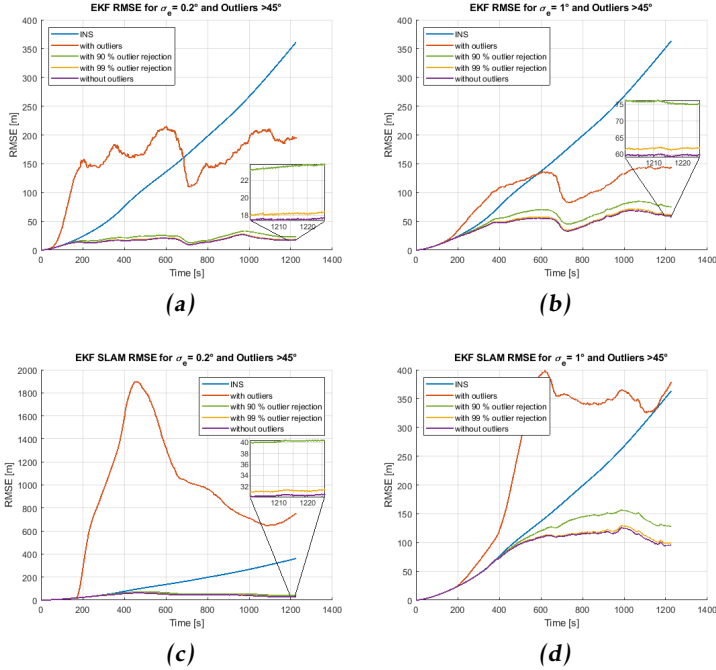 EKF RMSE for σe = 0.2° and Outliers >45°
400
350
300
250
200
150
100
50
0
RMSE [m]
INS
with outliers
with 90 % outlier rejection
with 99 % outlier rejection
without outliers
22
20
18
1210 1220
0 200 400 600 800 1000 1200 1400
Time [s]
(a)
EKF RMSE for σe = 1° and Outliers >45°
400
350
300
250
200
150
100
50
0
RMSE [m]
INS
with outliers
with 90 % outlier rejection
with 99 % outlier rejection
without outliers
75
70
65
60
1210 1220
0 200 400 600 800 1000 1200 1400
Time [s]
(b)
EKF SLAM RMSE for σe = 0.2° and Outliers >45°
2000
1800
1600
1400
1200
1000
800
600
400
200
0
RMSE [m]
INS
with outliers
with 90 % outlier rejection
with 99 % outlier rejection
without outliers
40
38
36
34
32
1210 1220
0 200 400 600 800 1000 1200 1400
Time [s]
(c)
EKF SLAM RMSE for σe = 1° and Outliers >45°
400
350
300
250
200
150
100
50
0
RMSE [m]
INS
with outliers
with 90 % outlier rejection
with 99 % outlier rejection
without outliers
0 200 400 600 800 1000 1200 1400
Time [s]
(d)